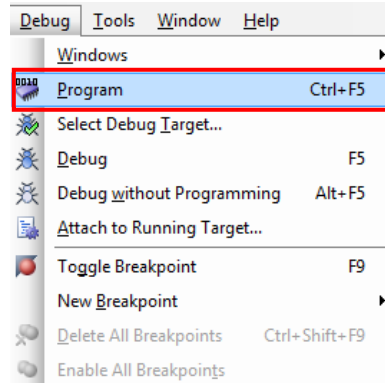 Debug Tools Window Help
Windows
0010
Program Ctrl+F5
Select Debug Target...
Debug F5
Debug without Programming Alt+F5
Attach to Running Target...
Toggle Breakpoint F9
New Breakpoint
Delete All Breakpoints Ctrl+Shift+F9
Enable All Breakpoints